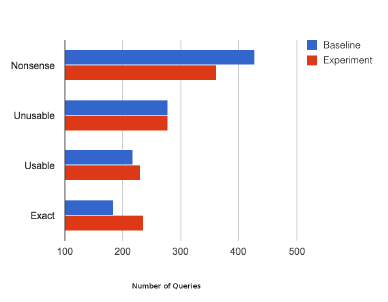 Baseline
Experiment
Nonsense
Unusable
Usable
Exact
100 200 300 400 500
Number of Queries